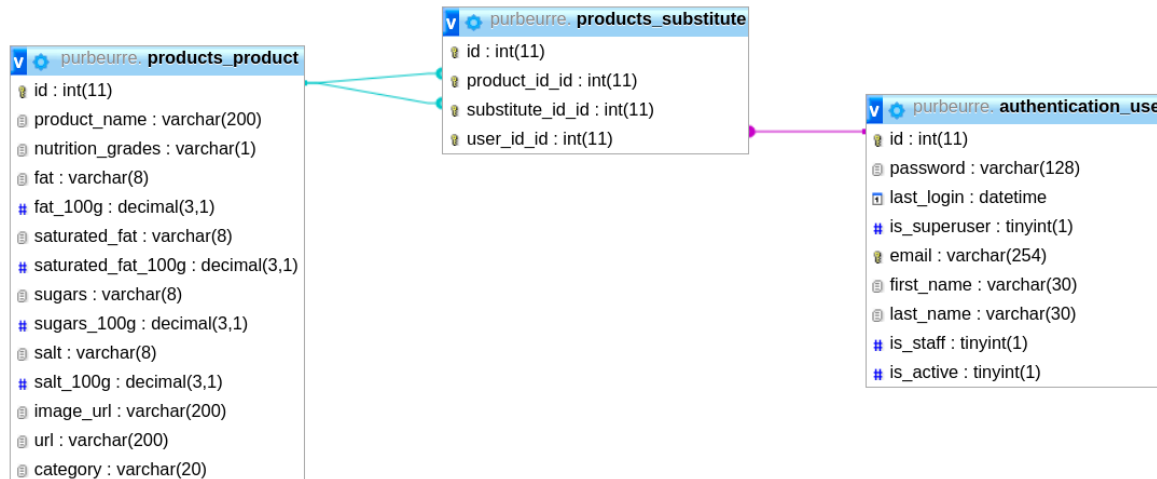 v purbeurre. products_product
id : int(11)
product_name : varchar(200)
nutrition_grades : varchar(1)
fat : varchar(8)
# fat_100g : decimal(3,1)
saturated_fat : varchar(8)
# saturated_fat_100g : decimal(3,1)
sugars : varchar(8)
# sugars_100g : decimal(3,1)
salt : varchar(8)
# salt_100g : decimal(3,1)
image_url : varchar(200)
url : varchar(200)
category : varchar(20)
v purbeurre. products_substitute
id : int(11)
product_id_id : int(11)
substitute_id_id : int(11)
user_id_id : int(11)
v purbeurre. authentication_use
id : int(11)
password : varchar(128)
last_login : datetime
# is_superuser : tinyint(1)
email : varchar(254)
first_name : varchar(30)
last_name : varchar(30)
# is_staff : tinyint(1)
# is_active : tinyint(1)